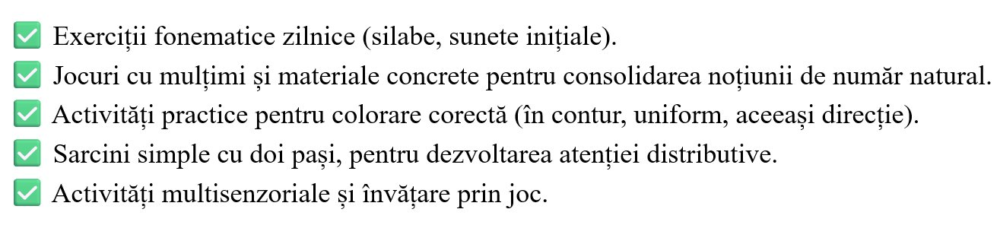 ✅ Exerciții fonematice zilnice (silabe, sunete inițiale).
✅ Jocuri cu mulțimi și materiale concrete pentru consolidarea noțiunii de număr natural.
✅ Activități practice pentru colorare corectă (în contur, uniform, aceeași direcție).
✅ Sarcini simple cu doi pași, pentru dezvoltarea atenției distributive.
✅ Activități multisenzoriale și învățare prin joc.